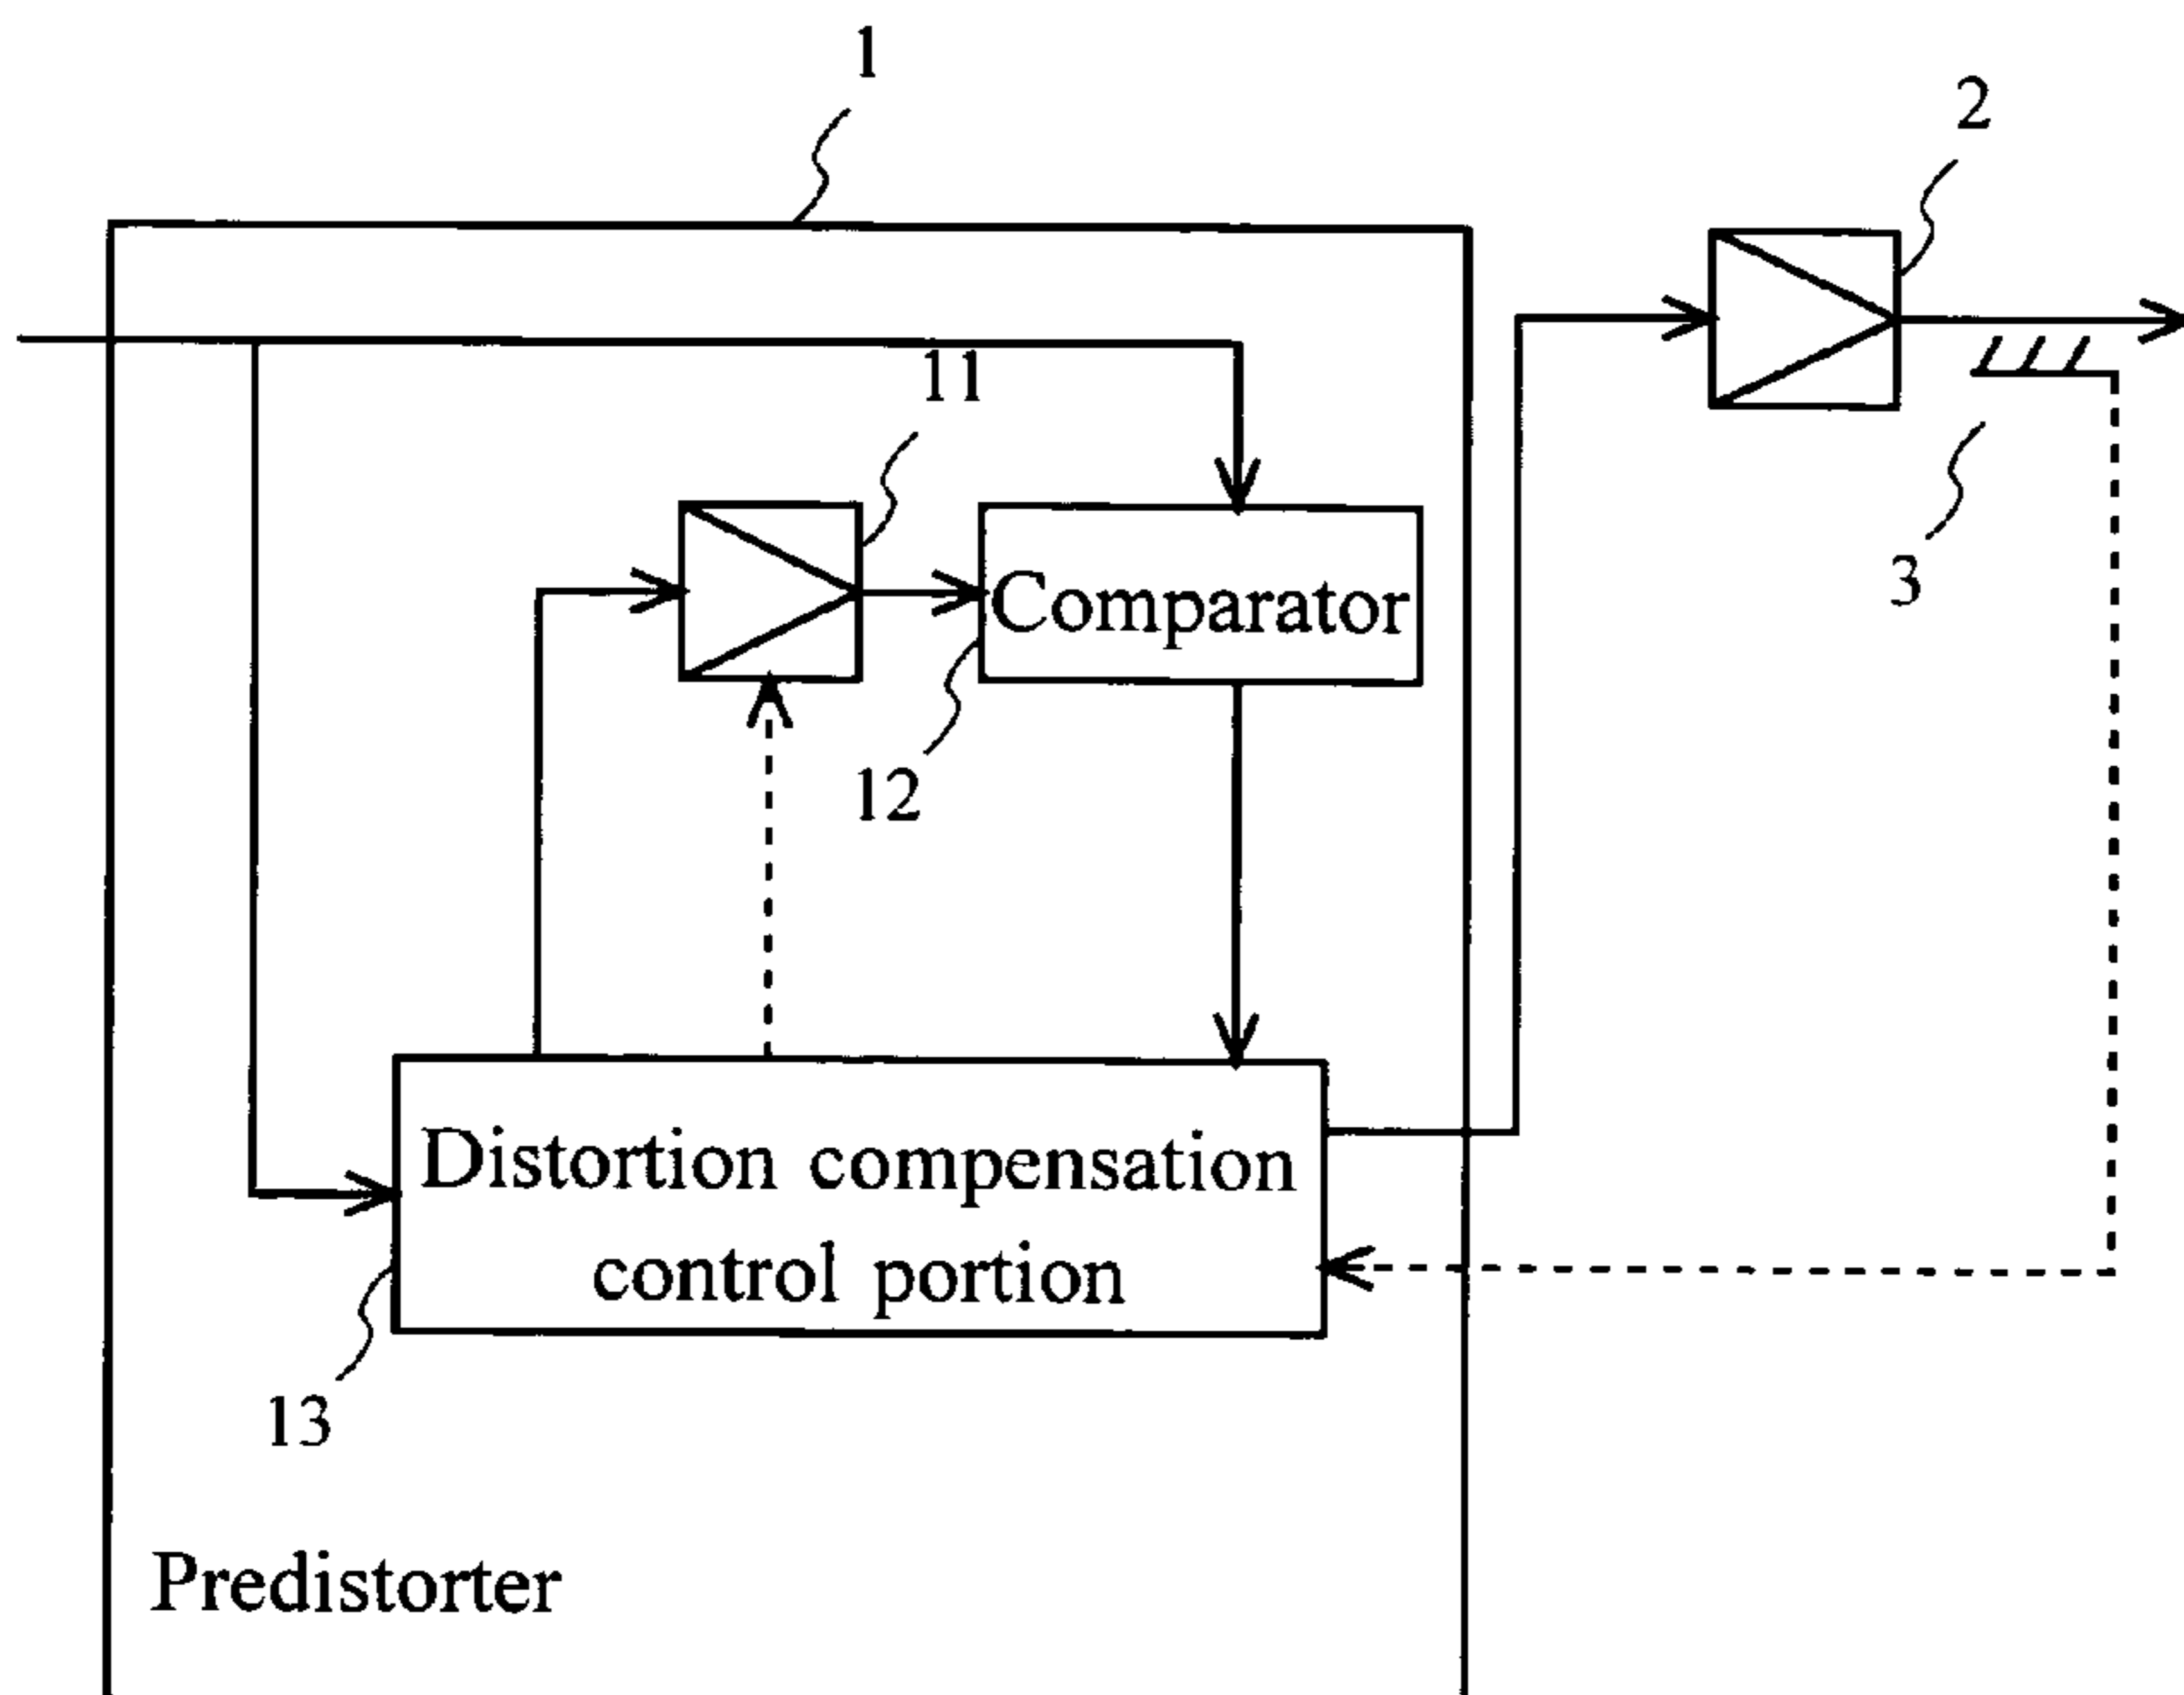 1
2
11
Comparator
3
12
Distortion compensation
control portion
13
Predistorter